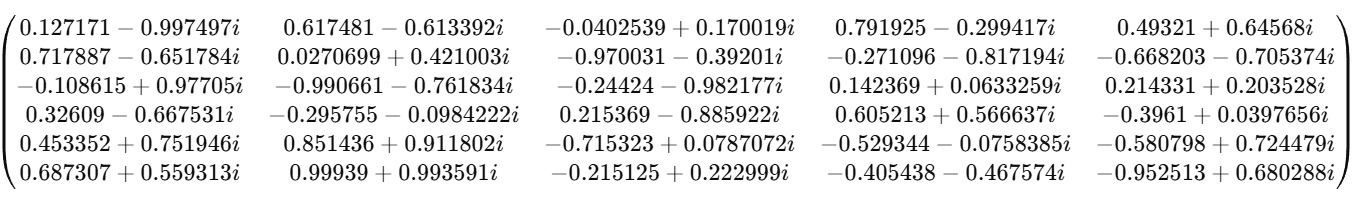 0.127171 − 0.997497i 0.617481 − 0.613392i −0.0402539 + 0.170019i 0.791925 − 0.299417i 0.49321 + 0.64568i
0.717887 − 0.651784i 0.0270699 + 0.421003i −0.970031 − 0.39201i −0.271096 − 0.817194i −0.668203 − 0.705374i
−0.108615 + 0.97705i −0.990661 − 0.761834i −0.24424 − 0.982177i 0.142369 + 0.0633259i 0.214331 + 0.203528i
0.32609 − 0.667531i −0.295755 − 0.0984222i 0.215369 − 0.885922i 0.605213 + 0.566637i −0.3961 + 0.0397656i
0.453352 + 0.751946i 0.851436 + 0.911802i −0.715323 + 0.0787072i −0.529344 − 0.0758385i −0.580798 + 0.724479i
0.687307 + 0.559313i 0.99939 + 0.993591i −0.215125 + 0.222999i −0.405438 − 0.467574i −0.952513 + 0.680288i